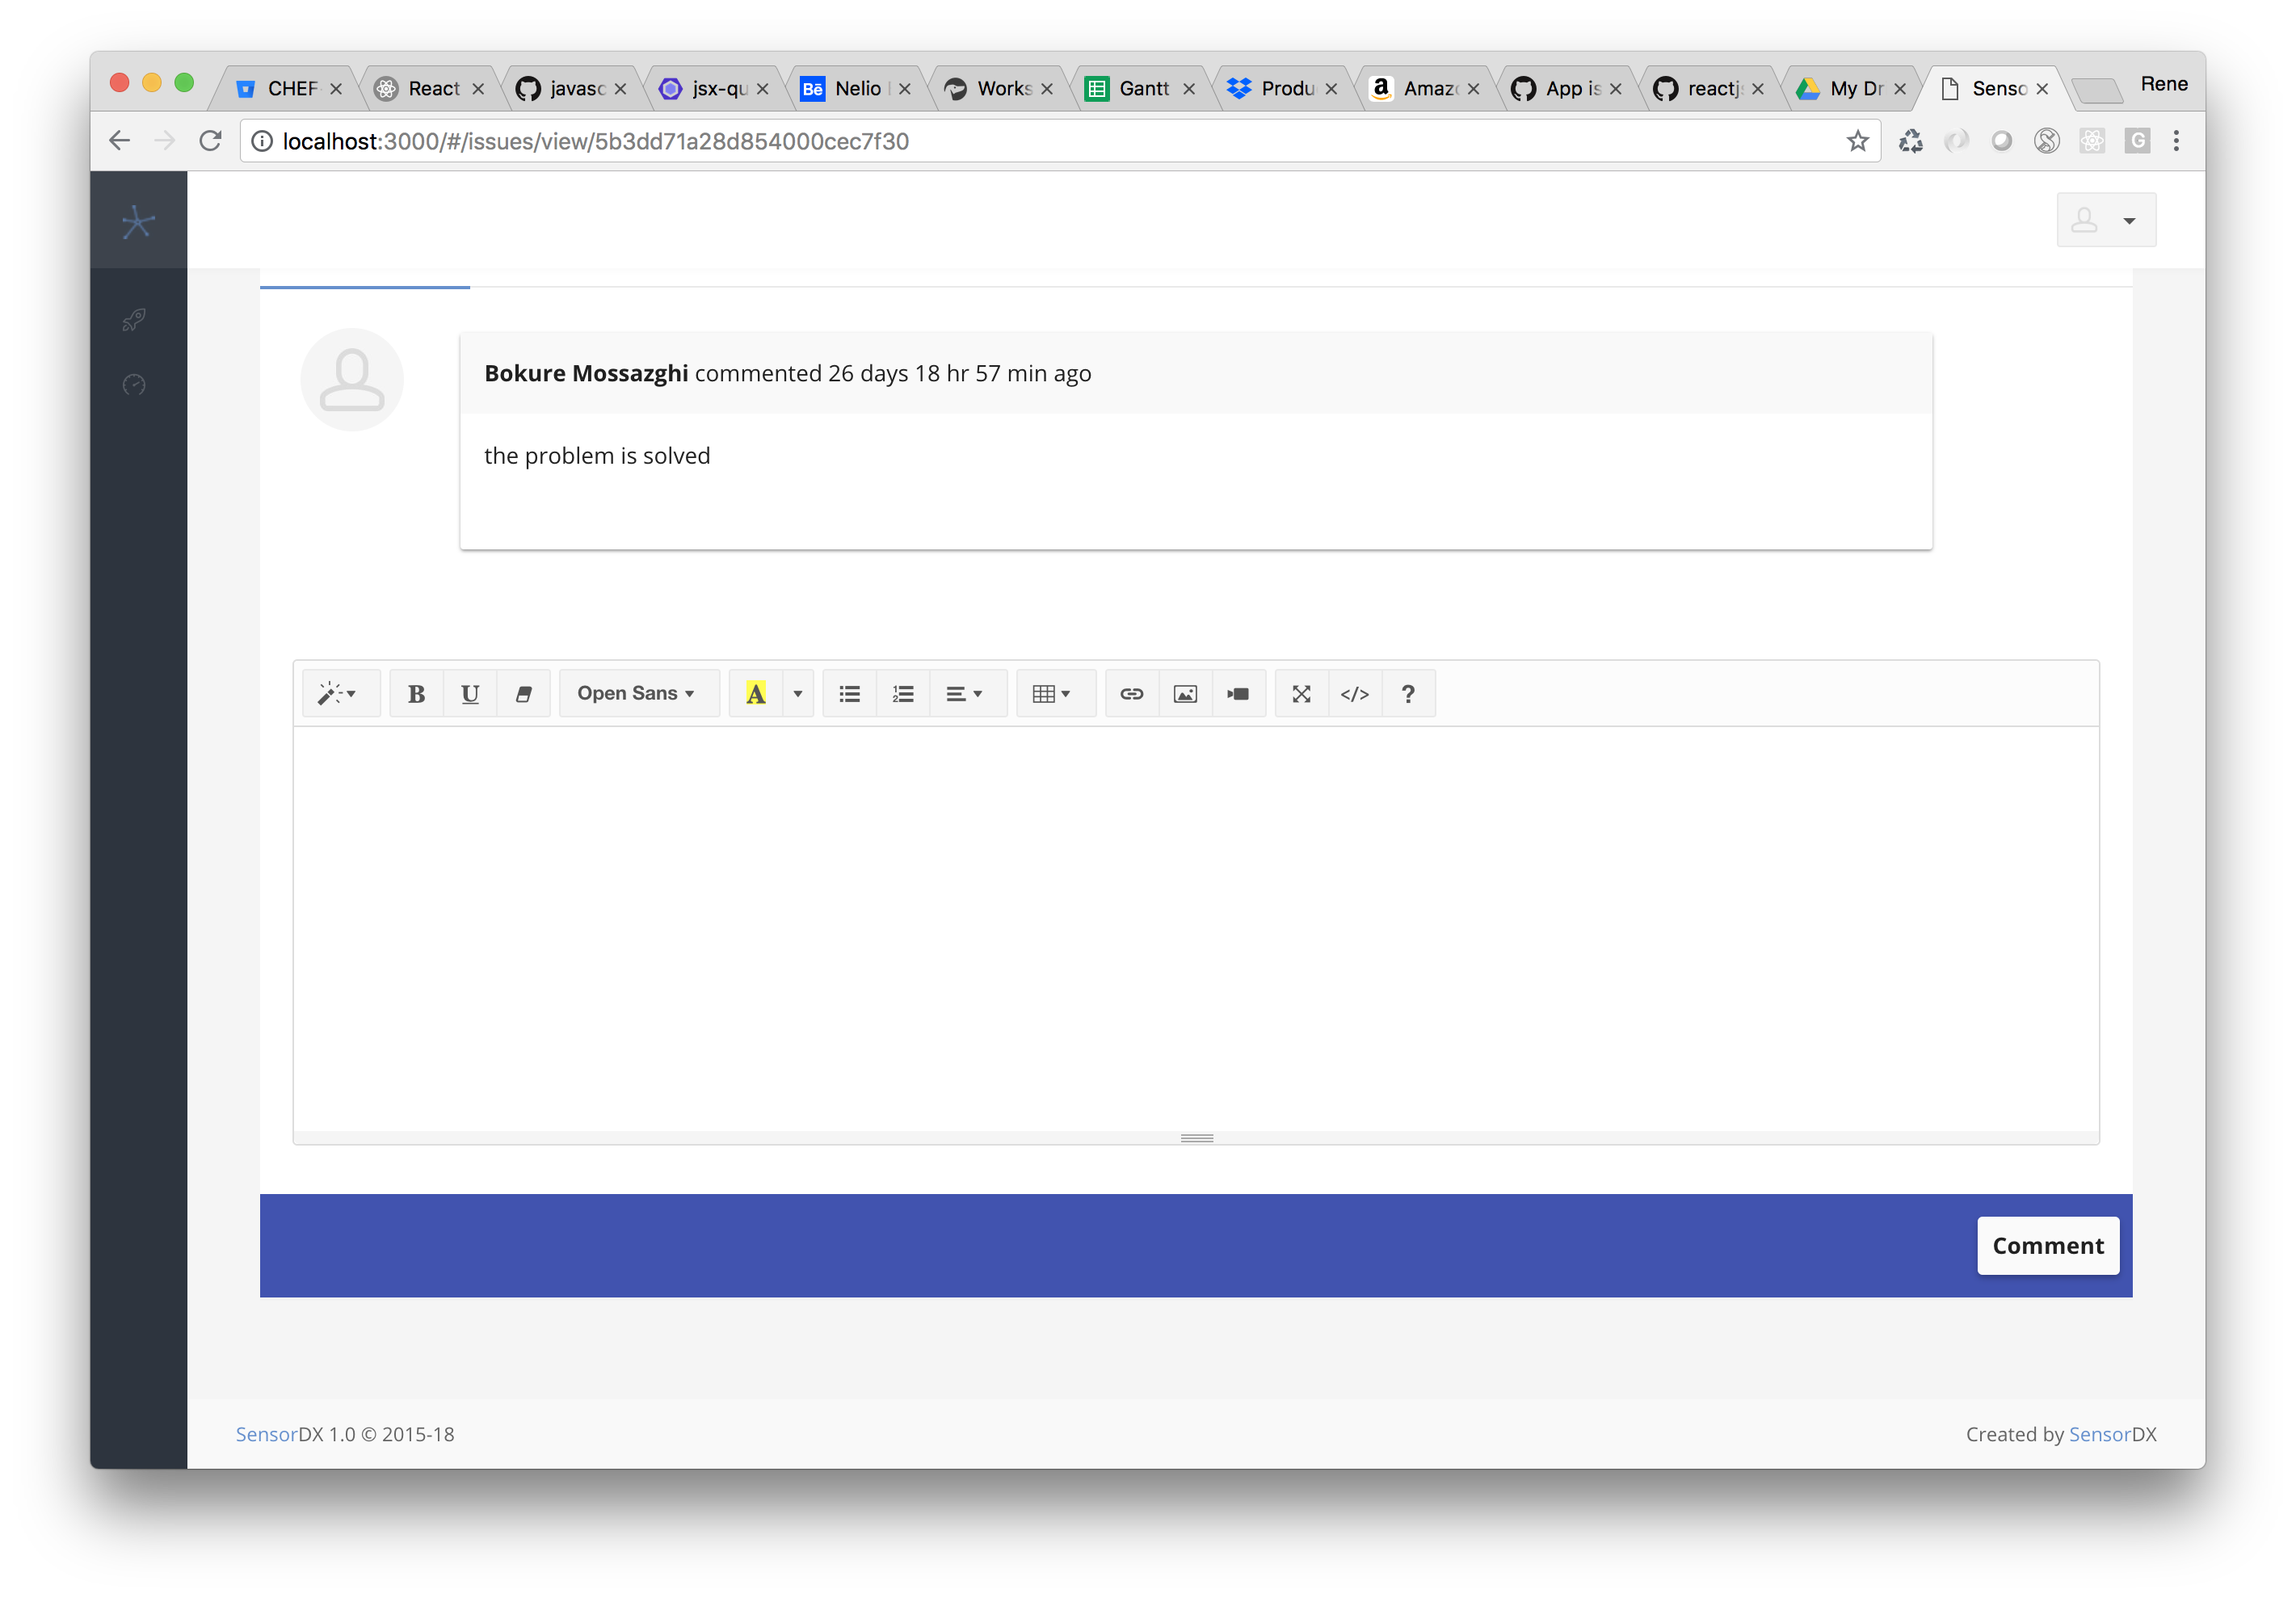 CHEF
React
javasc
jsx-qu
Nelio
Works
Gantt
Produ
Amazo
App is
reactj
My Dr
Senso
Rene
localhost:3000/#/issues/view/5b3dd71a28d854000cec7f30
Bokure Mossazghi commented 26 days 18 hr 57 min ago
the problem is solved
B U Open Sans A </> ?
Comment
SensorDX 1.0 © 2015-18
Created by SensorDX